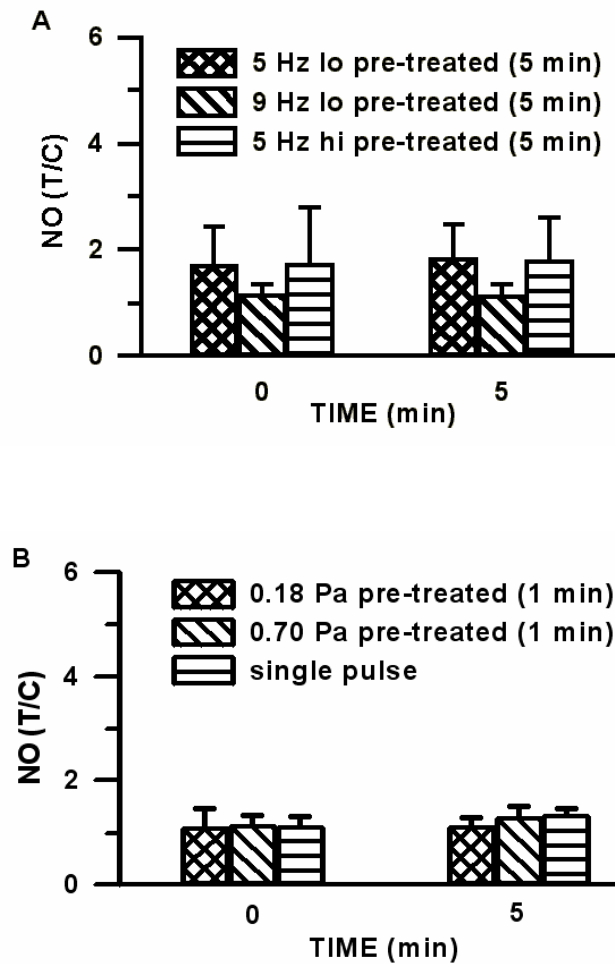 A
6
5 Hz lo pre-treated (5 min)
9 Hz lo pre-treated (5 min)
5 Hz hi pre-treated (5 min)
4
NO (T/C)
2
0
0 5
TIME (min)
B
6
0.18 Pa pre-treated (1 min)
0.70 Pa pre-treated (1 min)
single pulse
4
NO (T/C)
2
0
0 5
TIME (min)